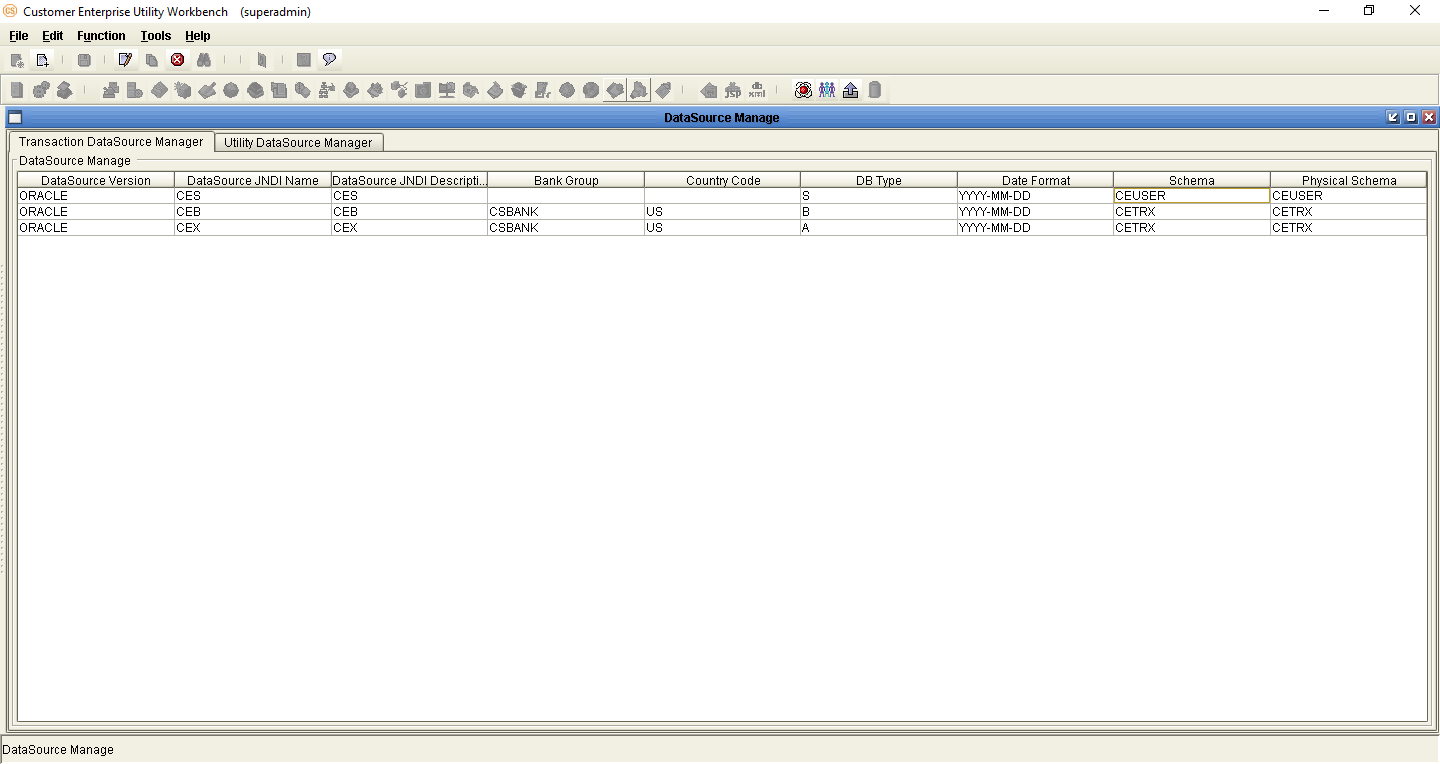 CS Customer Enterprise Utility Workbench (superadmin)
File Edit Function Tools Help
jsp xml
DataSource Manage
Transaction DataSource Manager Utility DataSource Manager
DataSource Manage
DataSource Version DataSource JNDI Name DataSource JNDI Descripti... Bank Group Country Code DB Type Date Format Schema Physical Schema
ORACLE CES CES S YYYY-MM-DD CEUSER CEUSER
ORACLE CEB CEB CSBANK US B YYYY-MM-DD CETRX CETRX
ORACLE CEX CEX CSBANK US A YYYY-MM-DD CETRX CETRX
DataSource Manage